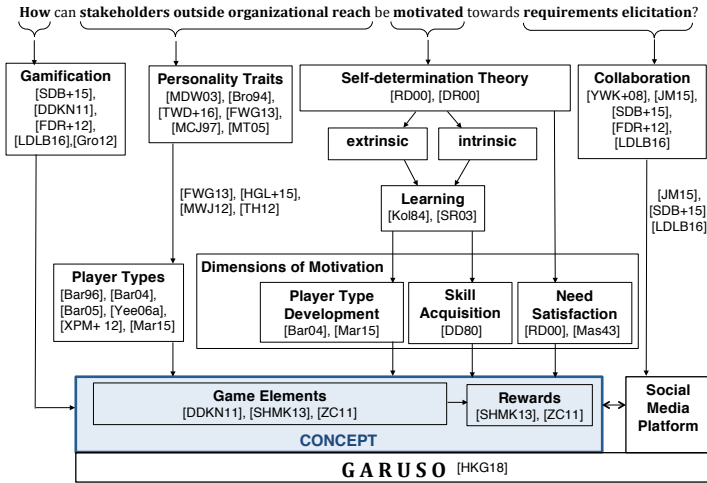 How can stakeholders outside organizational reach be motivated towards requirements elicitation?
Gamification
[SDB+15],
[DDKN11],
[FDR+12],
[LDLB16],[Gro12]
Personality Traits
[MDW03], [Bro94],
[TWD+16], [FWG13],
[MCJ97], [MT05]
Self-determination Theory
[RD00], [DR00]
Collaboration
[YWK+08], [JM15],
[SDB+15],
[FDR+12],
[LDLB16]
extrinsic
intrinsic
[FWG13], [HGL+15],
[MWJ12], [TH12]
Learning
[Kol84], [SR03]
[JM15],
[SDB+15]
[LDLB16]
Player Types
[Bar96], [Bar04],
[Bar05], [Yee06a],
[XPM+ 12], [Mar15]
Dimensions of Motivation
Player Type
Development
[Bar04], [Mar15]
Skill
Acquisition
[DD80]
Need
Satisfaction
[RD00], [Mas43]
Game Elements
[DDKN11], [SHMK13], [ZC11]
Rewards
[SHMK13], [ZC11]
CONCEPT
Social
Media
Platform
GARUSO [HKG18]